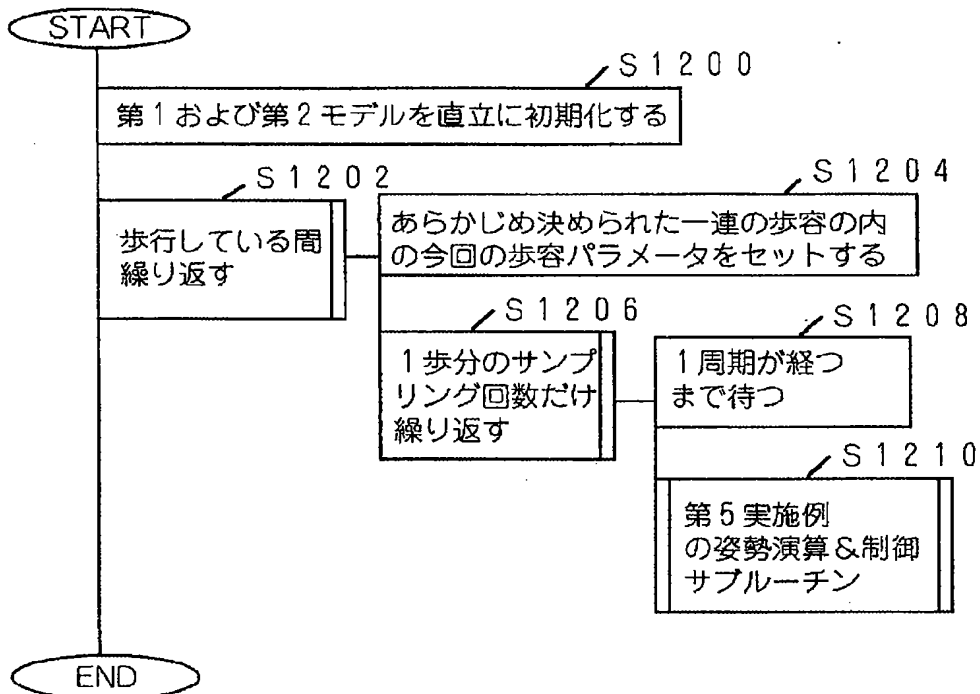 START
S1200
第1および第2モデルを直立に初期化する
S1202
歩行している間
繰り返す
S1204
あらかじめ決められた一連の歩容の内
の今回の歩容パラメータをセットする
S1206
1歩分のサンプ
リング回数だけ
繰り返す
S1208
1周期が経つ
まで待つ
S1210
第5実施例
の姿勢演算&制御
サブルーチン
END